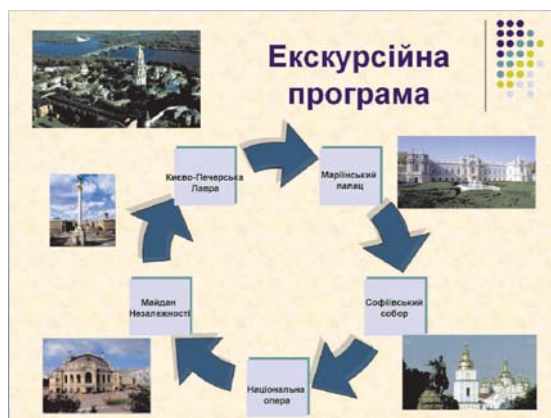 Екскурсійна
програма
Києво-Печерська
Лавра
Маріїнський
палац
Софіївський
собор
Національна
опера
Майдан
Незалежності